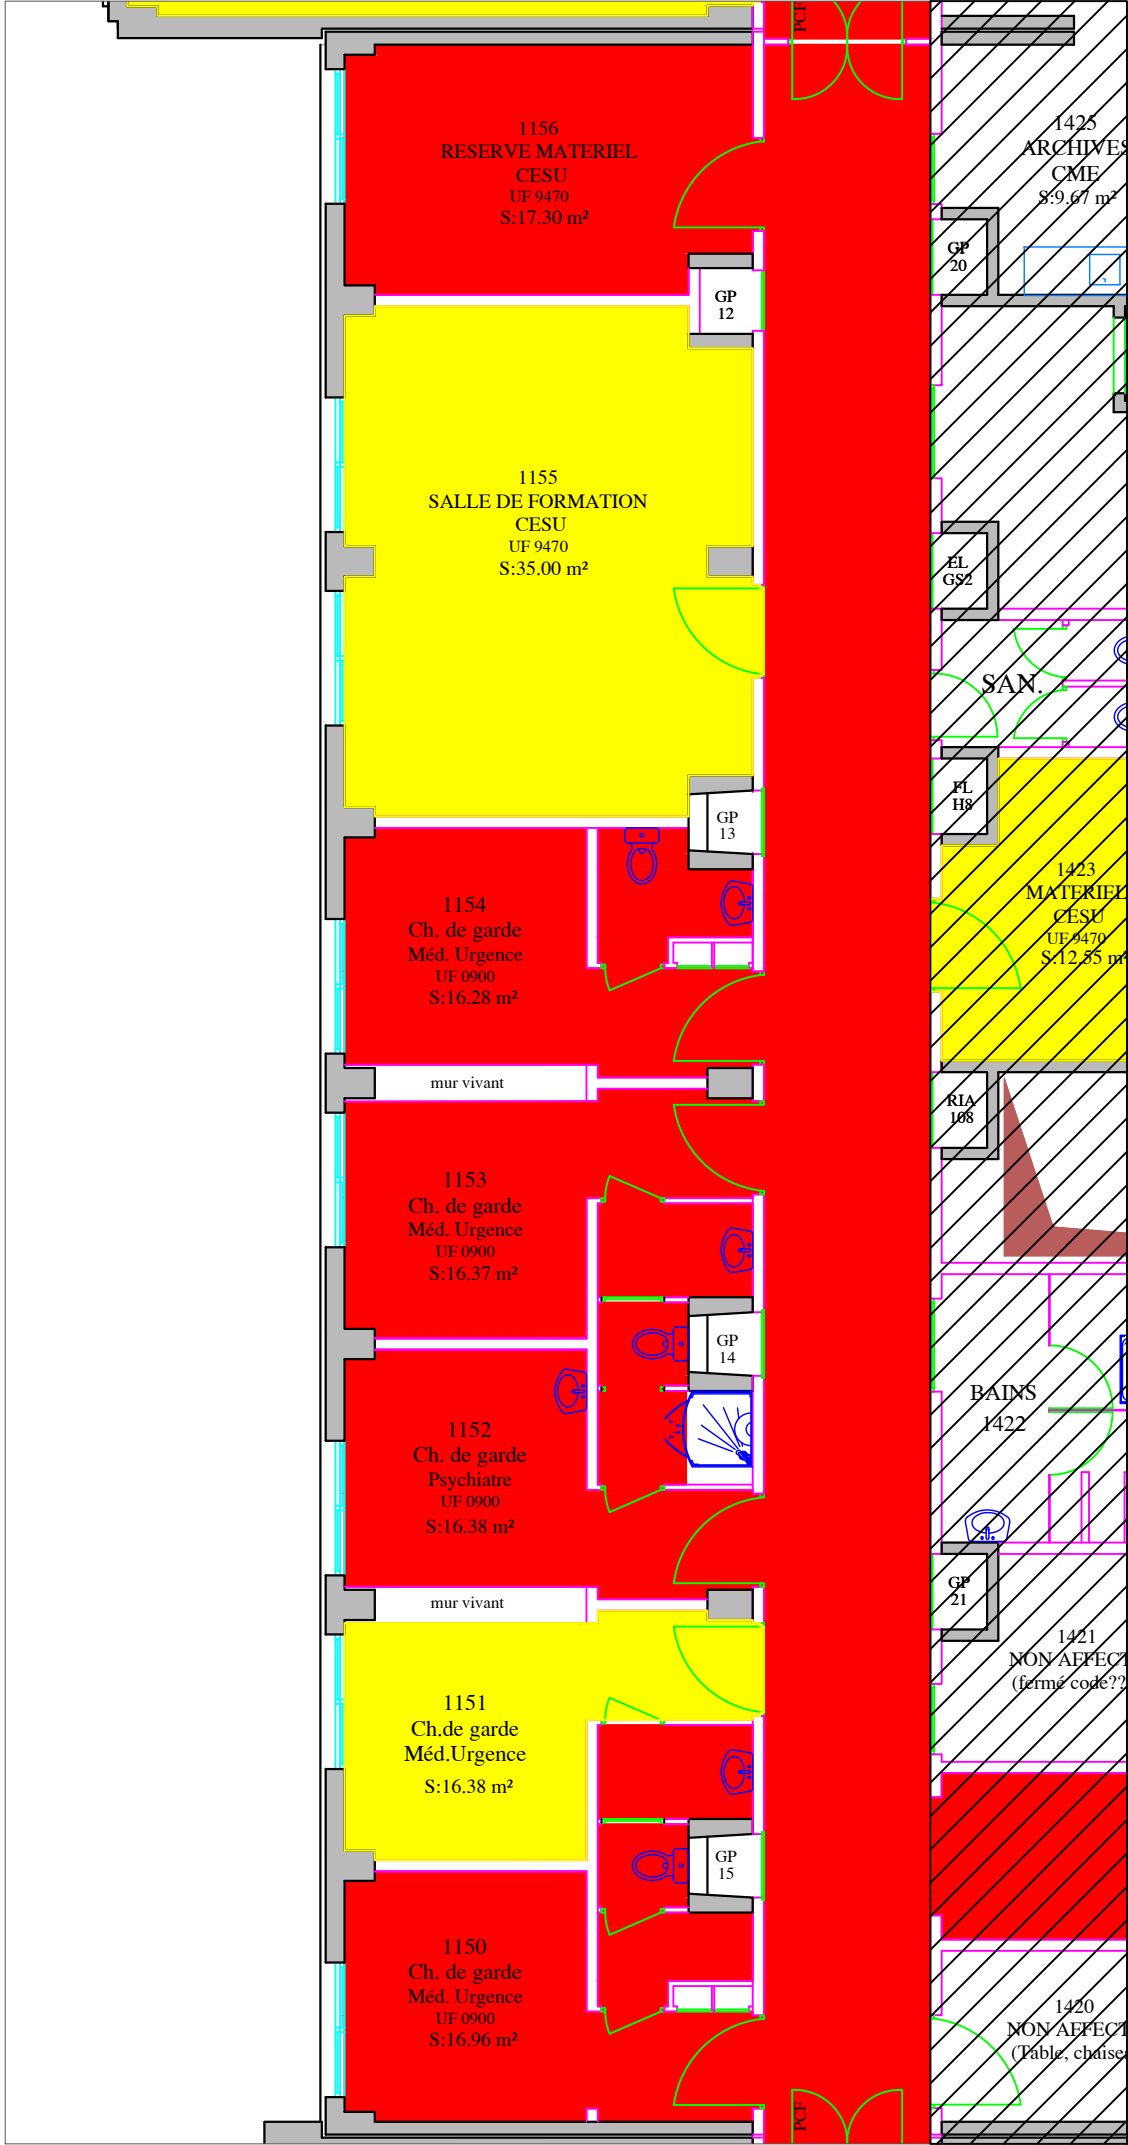 PCF
1156
RESERVE MATERIEL
CESU
UF 9470
S:17.30 m²
GP
12
1155
SALLE DE FORMATION
CESU
UF 9470
S:35.00 m²
GP
13
1154
Ch. de garde
Méd. Urgence
UF 0900
S:16.28 m²
mur vivant
1153
Ch. de garde
Méd. Urgence
UF 0900
S:16.37 m²
GP
14
1152
Ch. de garde
Psychiatre
UF 0900
S:16.38 m²
mur vivant
1151
Ch.de garde
Méd.Urgence
S:16.38 m²
GP
15
1150
Ch. de garde
Méd. Urgence
UF 0900
S:16.96 m²
PCF
1425
ARCHIVES
CME
S:9.67 m²
GP
20
EL
GS2
SAN.
FL
H8
1423
MATERIEL
CESU
UF 9470
S:12.55 m²
RIA
108
BAINS
1422
GP
21
1421
NON AFFECT
(fermé code??
1420
NON AFFECT
(Table, chaise